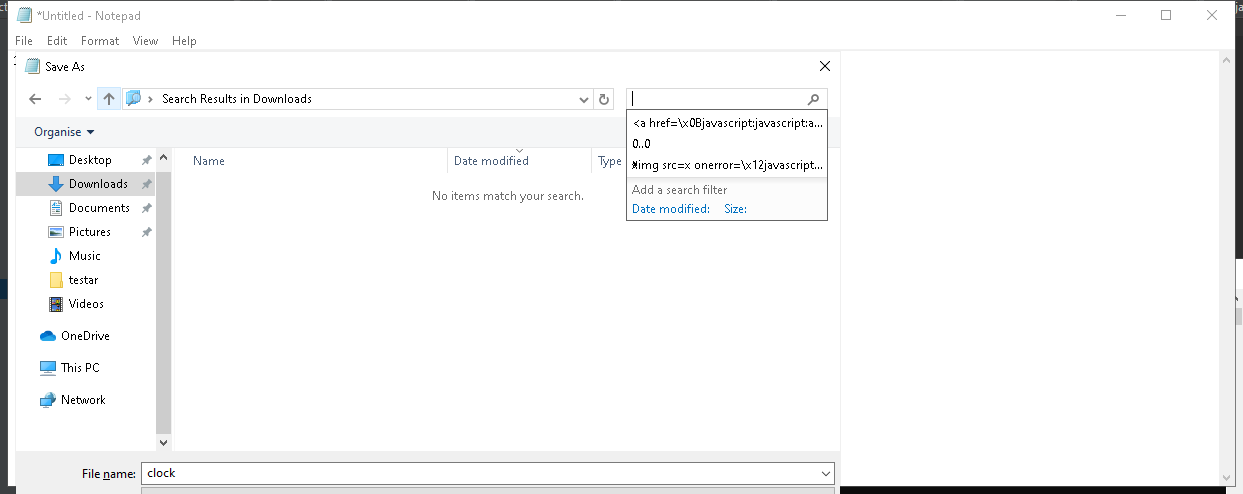 *Untitled - Notepad
File Edit Format View Help
Save As
Search Results in Downloads
Organise
Desktop
Downloads
Documents
Pictures
Music
testar
Videos
OneDrive
This PC
Network
Name Date modified Type
No items match your search.
<a href=\x0Bjavascript:javascript:a...
0..0
img src=x onerror=\x12javascript...
Add a search filter
Date modified: Size:
File name: clock